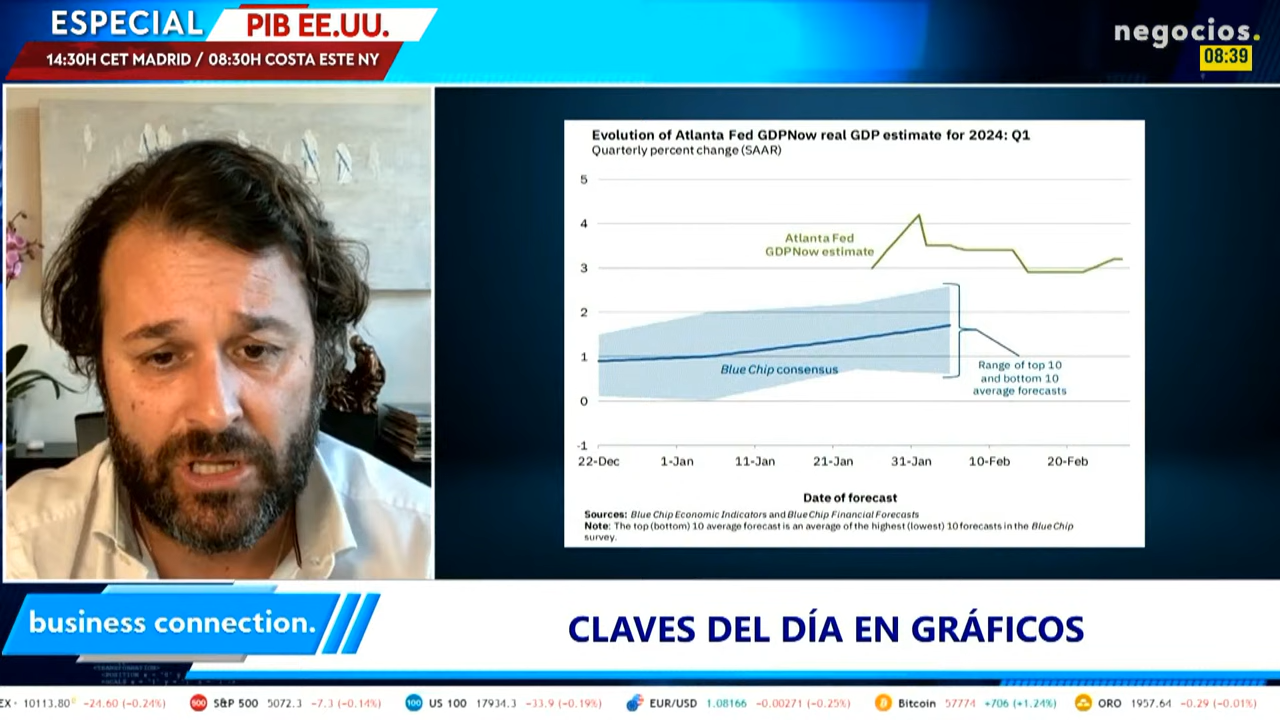 ESPECIAL
PIB EE.UU.
14:30H CET MADRID / 08:30H COSTA ESTE NY
negocios.
08:39
Evolution of Atlanta Fed GDPNow real GDP estimate for 2024: Q1
Quarterly percent change (SAAR)
5
4
3
2
1
0
-1
Atlanta Fed
GDPNow estimate
Blue Chip consensus
Range of top 10
and bottom 10
average forecasts
22-Dec 1-Jan 11-Jan 21-Jan 31-Jan 10-Feb 20-Feb
Date of forecast
Sources: Blue Chip Economic Indicators and Blue Chip Financial Forecasts
Note: The top (bottom) 10 average forecast is an average of the highest (lowest) 10 forecasts in the Blue Chip
survey.
business connection.
CLAVES DEL DÍA EN GRÁFICOS
EX 10113.80 -24.60 (-0.24%) 500 S&P 500 5072.3 -7.3 (-0.14%) 100 US 100 17934.3 -33.9 (-0.19%) EUR/USD 1.08166 -0.00271 (-0.25%) Bitcoin 57774 +706 (+1.24%) ORO 1957.64 -0.29 (-0.01%)